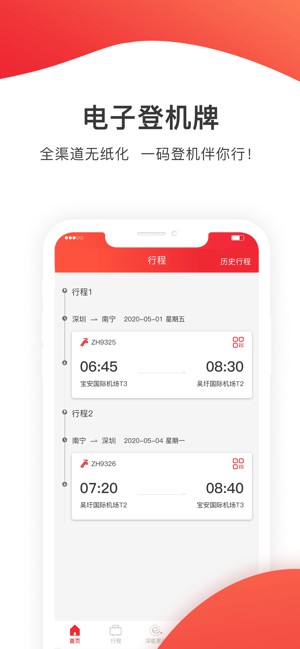 电子登机牌
全渠道无纸化 一码登机伴你行!
行程
历史行程
行程1
深圳 → 南宁 2020-05-01 星期五
ZH9325
06:45 08:30
宝安国际机场T3 吴圩国际机场T2
行程2
南宁 → 深圳 2020-05-04 星期一
ZH9326
07:20 08:40
吴圩国际机场T2 宝安国际机场T3
首页 行程